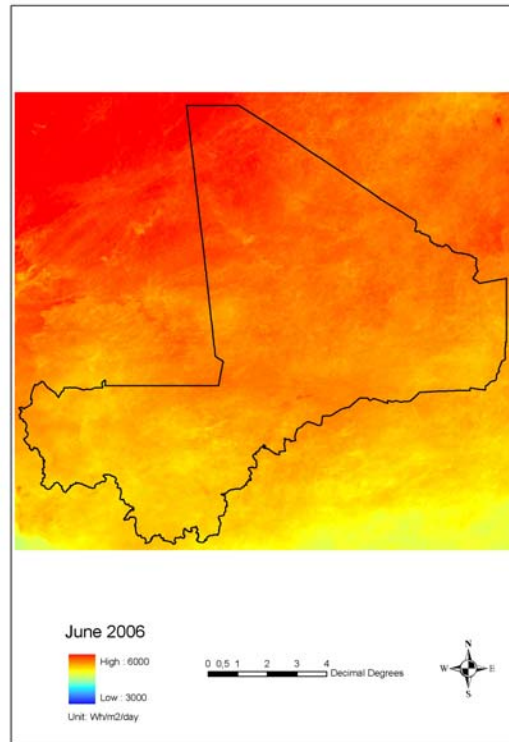 June 2006
High : 6000
Low : 3000
Unit: Wh/m2/day
0 0,5 1 2 3 4
Decimal Degrees
N
W E
S